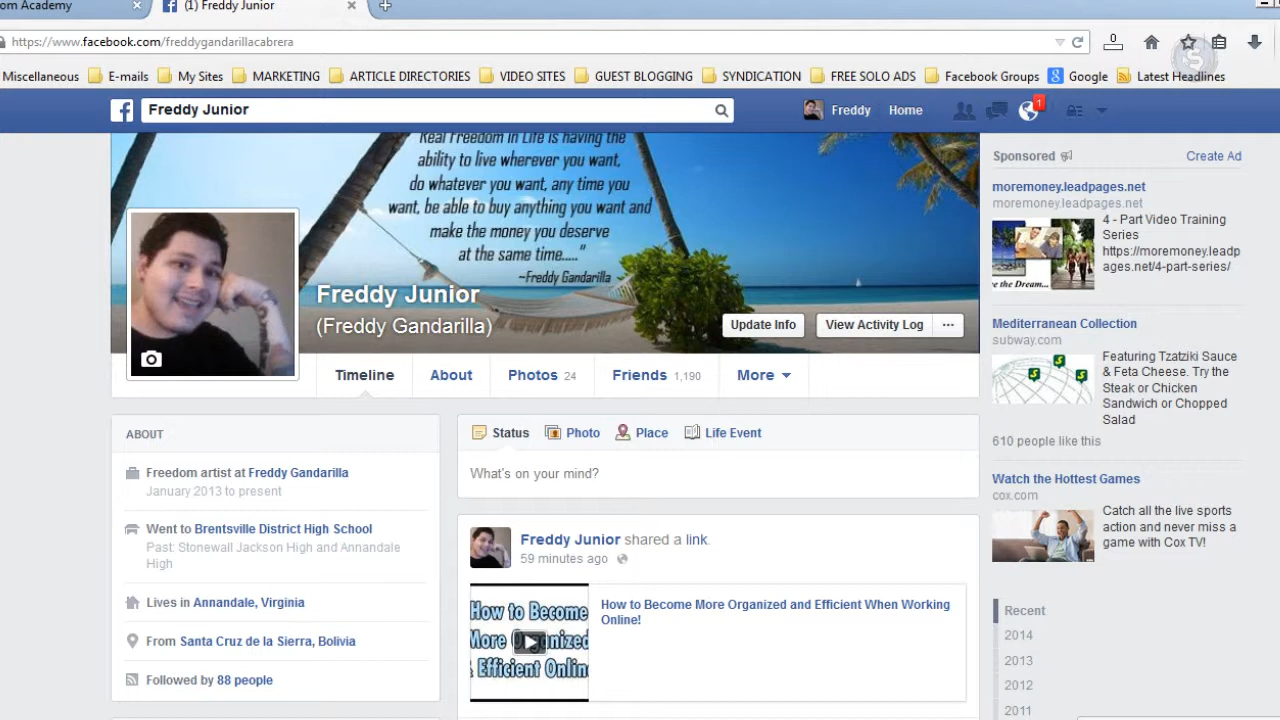 om Academy
(1) Freddy Junior
https://www.facebook.com/freddygandarillacabrera
0
Miscellaneous E-mails My Sites MARKETING ARTICLE DIRECTORIES VIDEO SITES GUEST BLOGGING SYNDICATION FREE SOLO ADS Facebook Groups Google Latest Headlines
Freddy Junior
Freddy Home
1
"Real Freedom in Life is having the
ability to live wherever you want,
do whatever you want, any time you
want, be able to buy anything you want and
make the money you deserve
at the same time....."
~Freddy Gandarilla
Freddy Junior
(Freddy Gandarilla)
Update Info
View Activity Log ...
Timeline About Photos 24 Friends 1,190 More
ABOUT
Freedom artist at Freddy Gandarilla
January 2013 to present
Went to Brentsville District High School
Past: Stonewall Jackson High and Annandale
High
Lives in Annandale, Virginia
From Santa Cruz de la Sierra, Bolivia
Followed by 88 people
Status Photo Place Life Event
What's on your mind?
Freddy Junior shared a link.
59 minutes ago
How to Become
More Organized
& Efficient Online
How to Become More Organized and Efficient When Working
Online!
Sponsored
Create Ad
moremoney.leadpages.net
moremoney.leadpages.net
4 - Part Video Training
Series
https://moremoney.leadp
ages.net/4-part-series/
e the Dream...
Mediterranean Collection
subway.com
Featuring Tzatziki Sauce
& Feta Cheese. Try the
Steak or Chicken
Sandwich or Chopped
Salad
610 people like this
Watch the Hottest Games
cox.com
Catch all the live sports
action and never miss a
game with Cox TV!
Recent
2014
2013
2012
2011